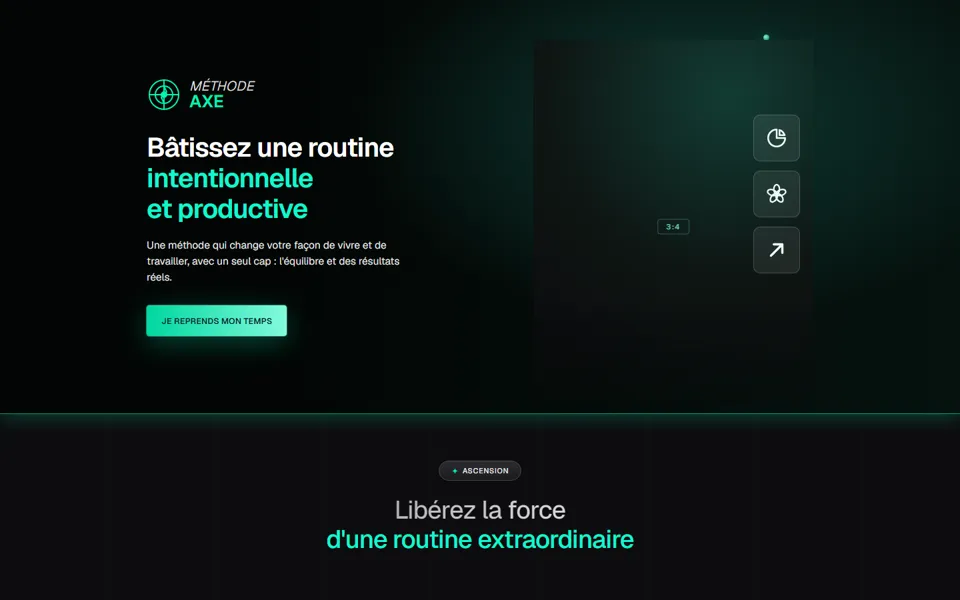 MÉTHODE
AXE
Bâtissez une routine
intentionnelle
et productive
Une méthode qui change votre façon de vivre et de
travailler, avec un seul cap : l'équilibre et des résultats
réels.
JE REPRENDS MON TEMPS
3:4
ASCENSION
Libérez la force
d'une routine extraordinaire